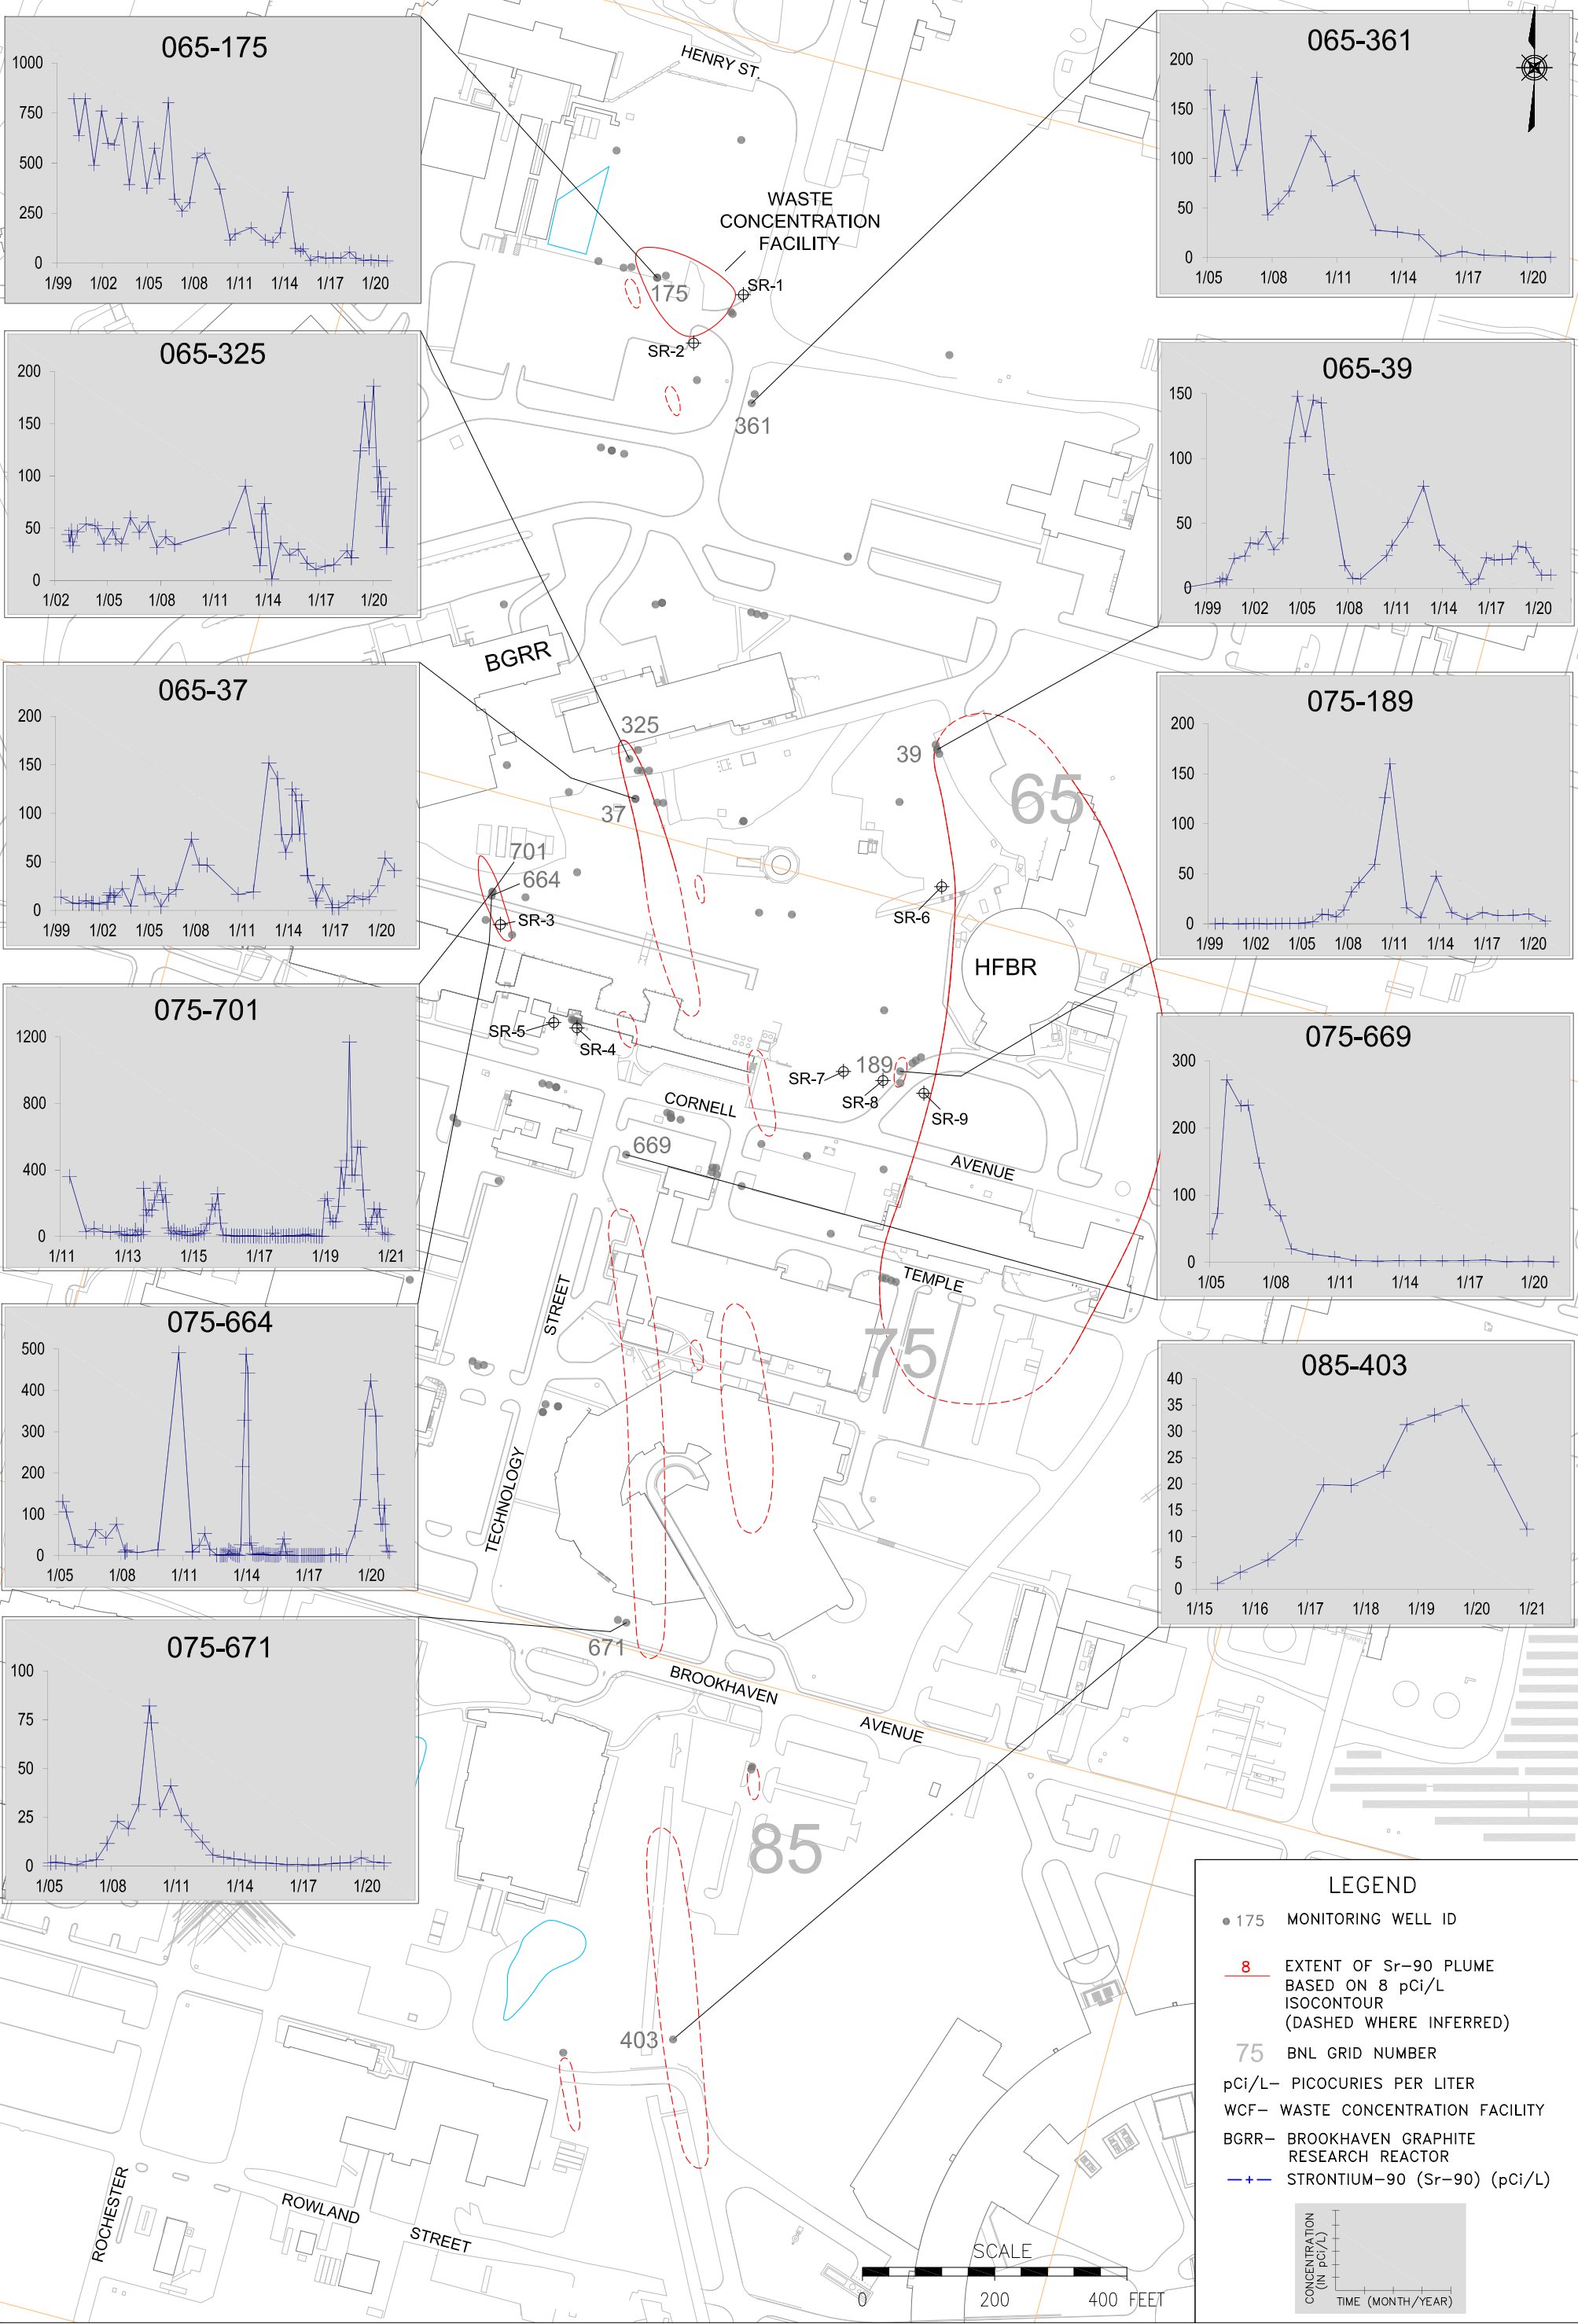 065-175
1000
750
500
250
0
1/99 1/02 1/05 1/08 1/11 1/14 1/17 1/20
065-325
200
150
100
50
0
1/02 1/05 1/08 1/11 1/14 1/17 1/20
065-37
200
150
100
50
0
1/99 1/02 1/05 1/08 1/11 1/14 1/17 1/20
075-701
1200
800
400
0
1/11 1/13 1/15 1/17 1/19 1/21
075-664
500
400
300
200
100
0
1/05 1/08 1/11 1/14 1/17 1/20
075-671
100
75
50
25
0
1/05 1/08 1/11 1/14 1/17 1/20
HENRY ST.
WASTE
CONCENTRATION
FACILITY
175
SR-1
SR-2
361
BGRR
325
39
65
37
701
664
SR-3
SR-6
HFBR
SR-5
SR-4
SR-7
189
SR-8
SR-9
CORNELL
AVENUE
669
TEMPLE
STREET
75
TECHNOLOGY
671
BROOKHAVEN
AVENUE
85
403
ROCHESTER
ROWLAND
STREET
SCALE
0 200 400 FEET
065-361
200
150
100
50
0
1/05 1/08 1/11 1/14 1/17 1/20
065-39
150
100
50
0
1/99 1/02 1/05 1/08 1/11 1/14 1/17 1/20
075-189
200
150
100
50
0
1/99 1/02 1/05 1/08 1/11 1/14 1/17 1/20
075-669
300
200
100
0
1/05 1/08 1/11 1/14 1/17 1/20
085-403
40
35
30
25
20
15
10
5
0
1/15 1/16 1/17 1/18 1/19 1/20 1/21
LEGEND
175 MONITORING WELL ID
8 EXTENT OF Sr-90 PLUME
BASED ON 8 pCi/L
ISOCONTOUR
(DASHED WHERE INFERRED)
75 BNL GRID NUMBER
pCi/L- PICOCURIES PER LITER
WCF- WASTE CONCENTRATION FACILITY
BGRR- BROOKHAVEN GRAPHITE
RESEARCH REACTOR
STRONTIUM-90 (Sr-90) (pCi/L)
CONCENTRATION
(IN pCi/L)
TIME (MONTH/YEAR)